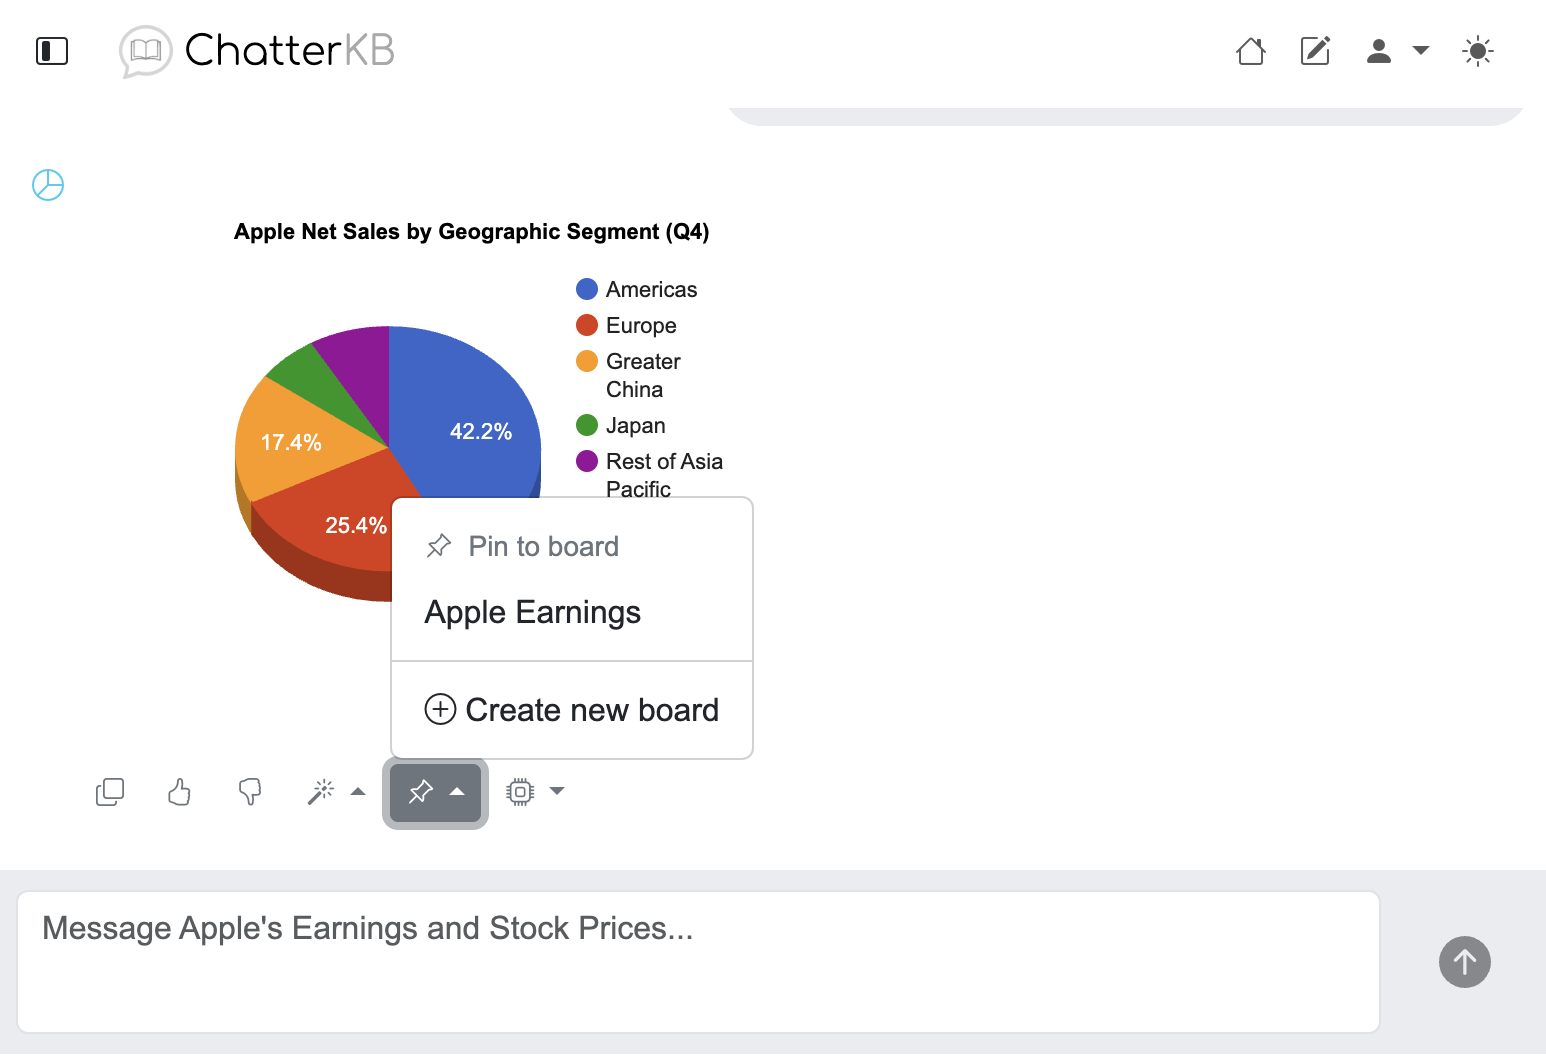 ChatterKB
Apple Net Sales by Geographic Segment (Q4)
Americas
Europe
Greater
China
Japan
Rest of Asia
Pacific
42.2%
17.4%
25.4%
Pin to board
Apple Earnings
Create new board
Message Apple's Earnings and Stock Prices...